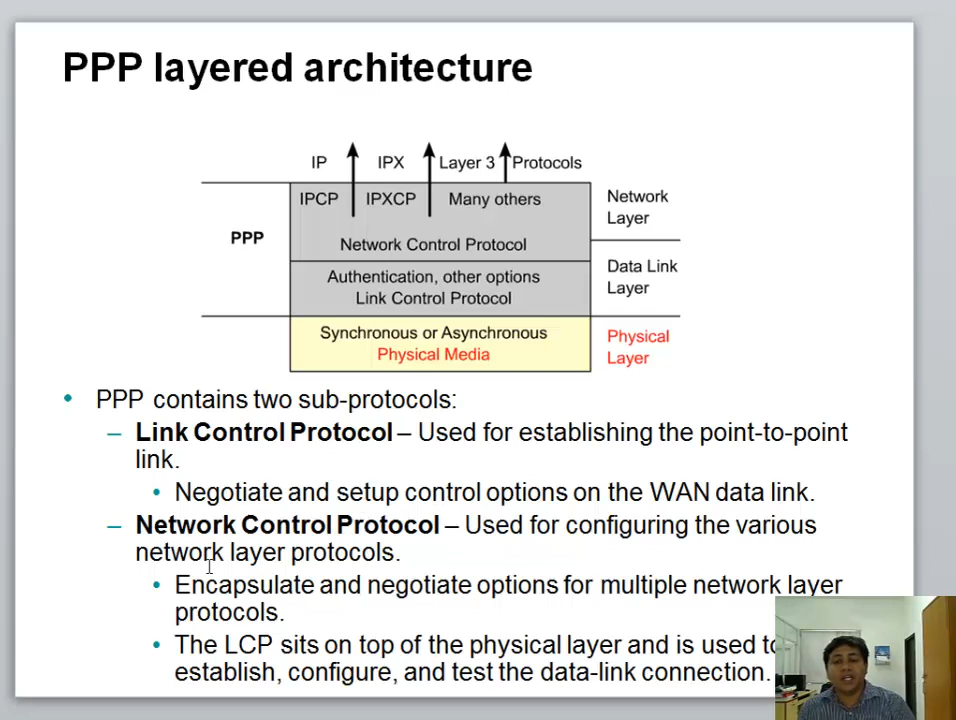 PPP layered architecture
IP IPX Layer 3 Protocols
IPCP IPXCP Many others
Network
Layer
PPP
Network Control Protocol
Data Link
Layer
Authentication, other options
Link Control Protocol
Synchronous or Asynchronous
Physical Media
Physical
Layer
• PPP contains two sub-protocols:
– Link Control Protocol – Used for establishing the point-to-point
link.
• Negotiate and setup control options on the WAN data link.
– Network Control Protocol – Used for configuring the various
network layer protocols.
• Encapsulate and negotiate options for multiple network layer
protocols.
• The LCP sits on top of the physical layer and is used to
establish, configure, and test the data-link connection.